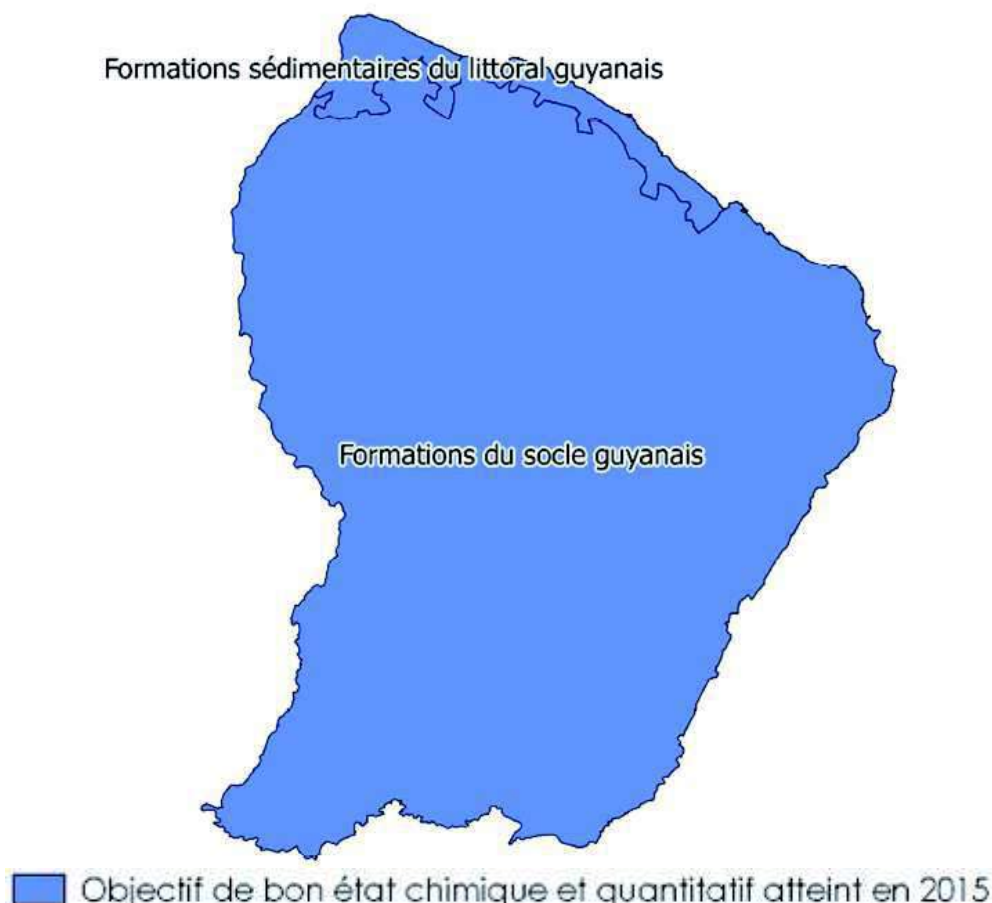 Formations sédimentaires du littoral guyanais
Formations du socle guyanais
Objectif de bon état chimique et quantitatif atteint en 2015